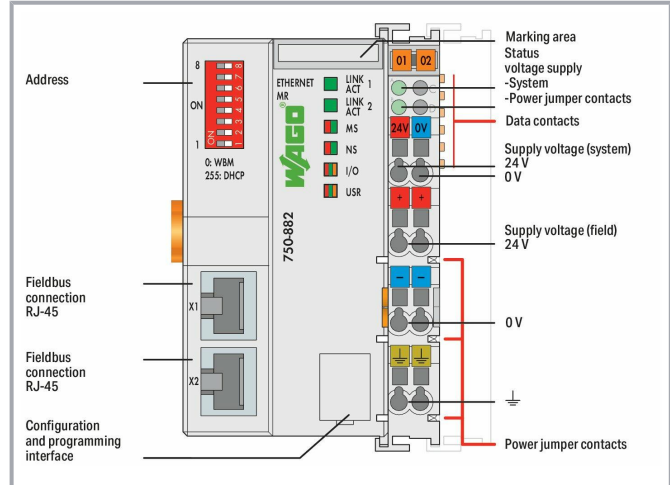 Address
Fieldbus
connection
RJ-45
Fieldbus
connection
RJ-45
Configuration
and programming
interface
8
ON
1
ON
1 2 3 4 5 6 7 8
0: WBM
255: DHCP
X1
X2
ETHERNET
MR
WAGO
®
750-882
LINK
ACT 1
LINK
ACT 2
MS
NS
I/O
USR
01 02
24V 0V
+ +
− −
Marking area
Status
voltage supply
-System
-Power jumper contacts
Data contacts
Supply voltage (system)
24 V
0 V
Supply voltage (field)
24 V
0 V
Power jumper contacts